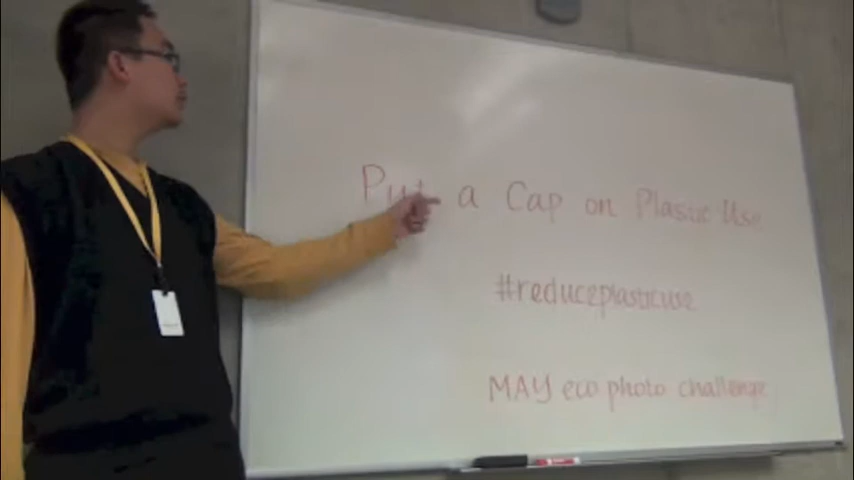 Put a Cap on Plastic Use
#reduceplasticuse
MAY eco photo challenge